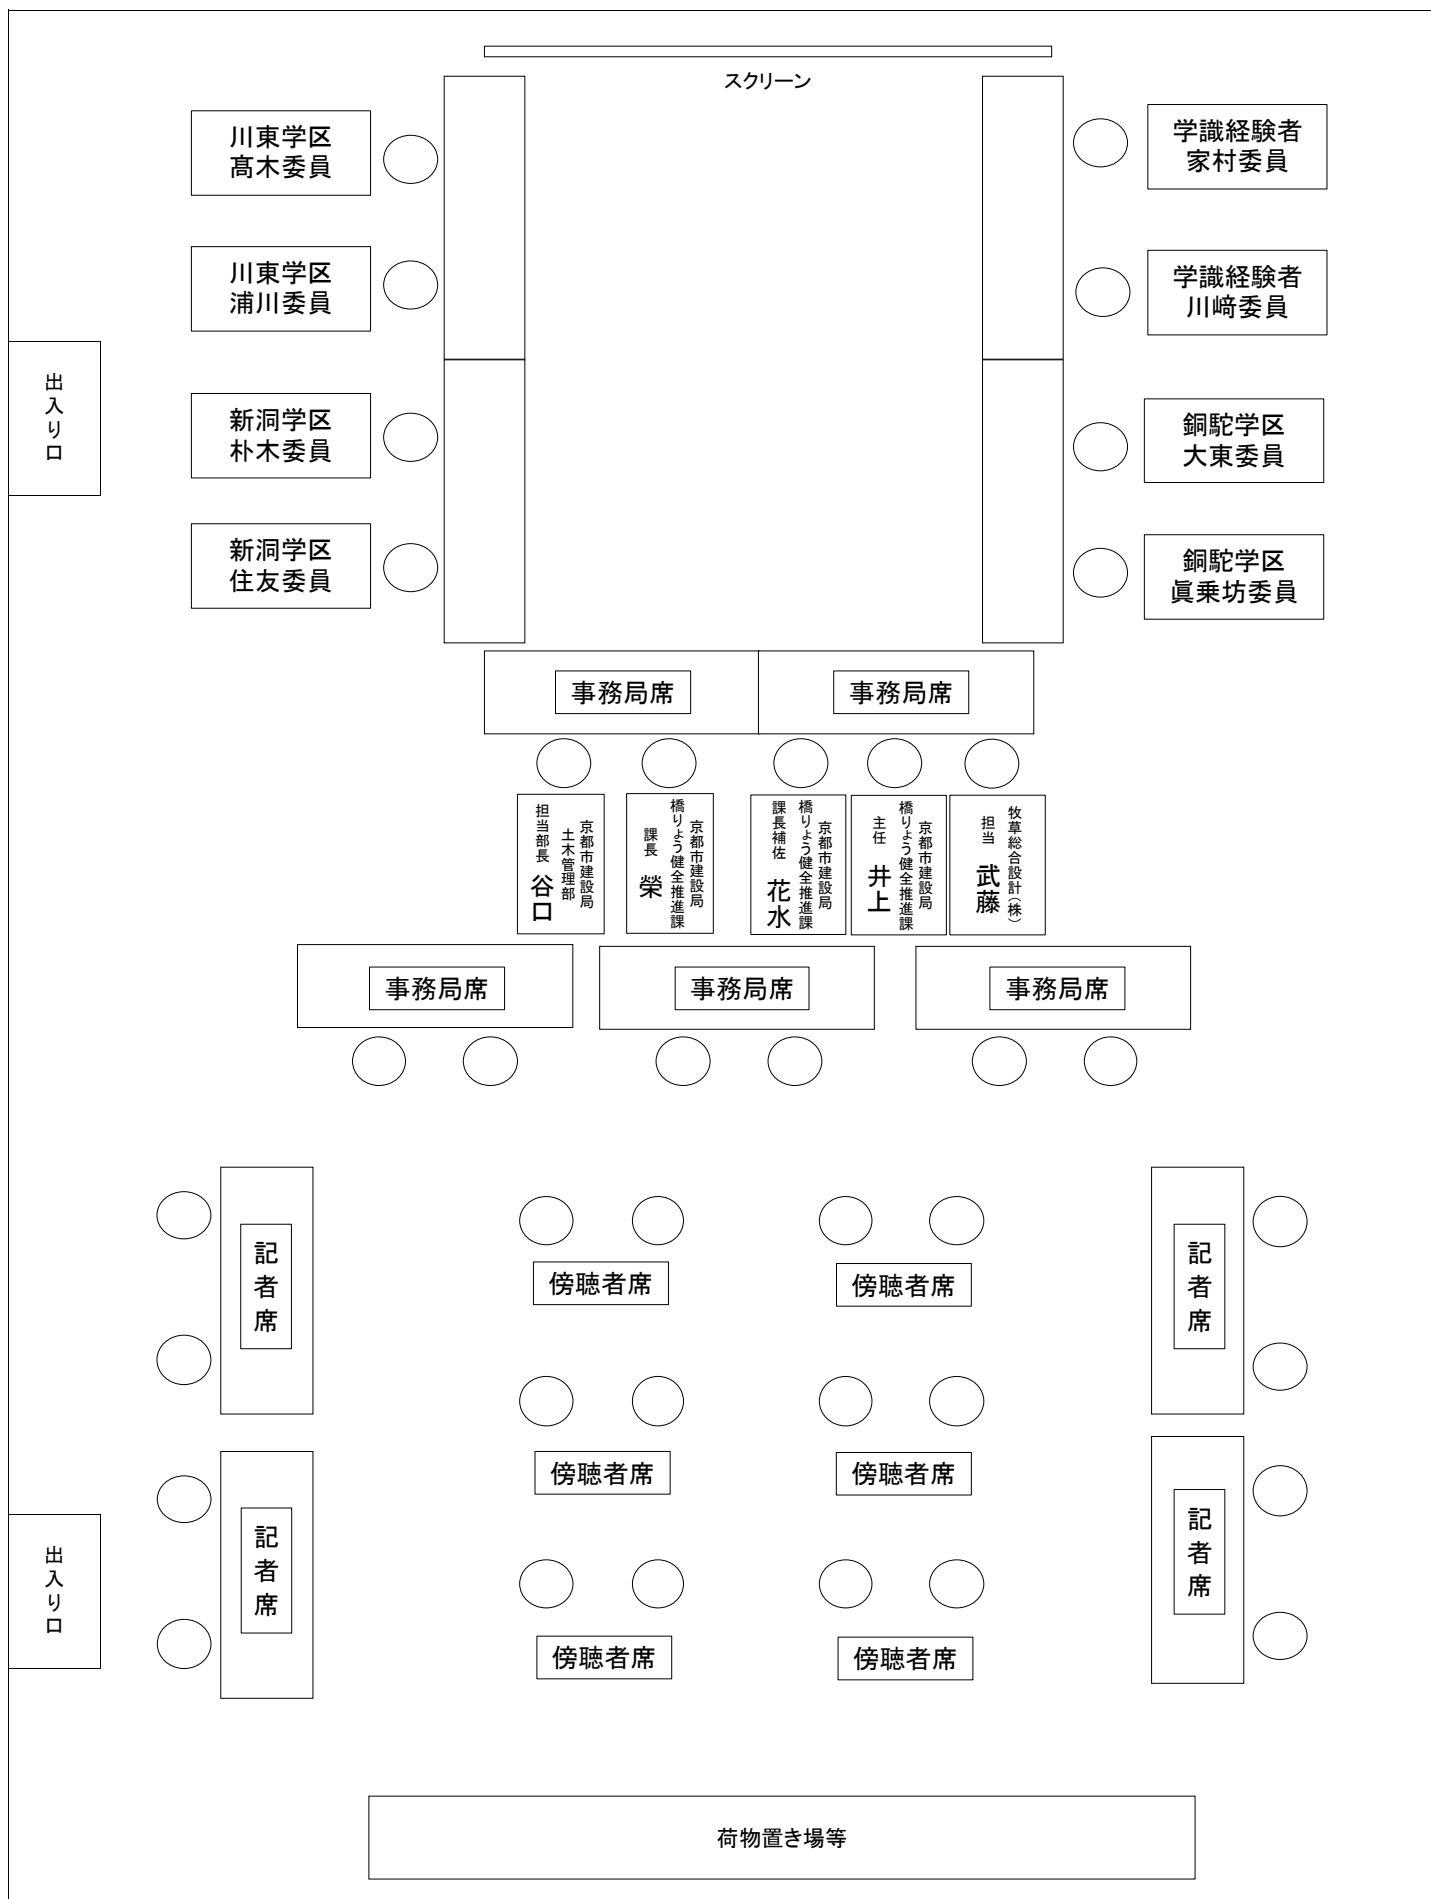 スクリーン
川東学区
髙木委員
学識経験者
家村委員
川東学区
浦川委員
学識経験者
川﨑委員
出入り口
新洞学区
朴木委員
銅駝学区
大東委員
新洞学区
住友委員
銅駝学区
眞乗坊委員
事務局席
事務局席
京都市建設局
土木管理部
担当部長 谷口
京都市建設局
橋りょう健全推進課
課長 榮
京都市建設局
橋りょう健全推進課
課長補佐 花水
京都市建設局
橋りょう健全推進課
主任 井上
牧草総合設計(株)
担当 武藤
事務局席
事務局席
事務局席
記者席
傍聴者席
傍聴者席
記者席
傍聴者席
傍聴者席
出入り口
記者席
記者席
傍聴者席
傍聴者席
荷物置き場等